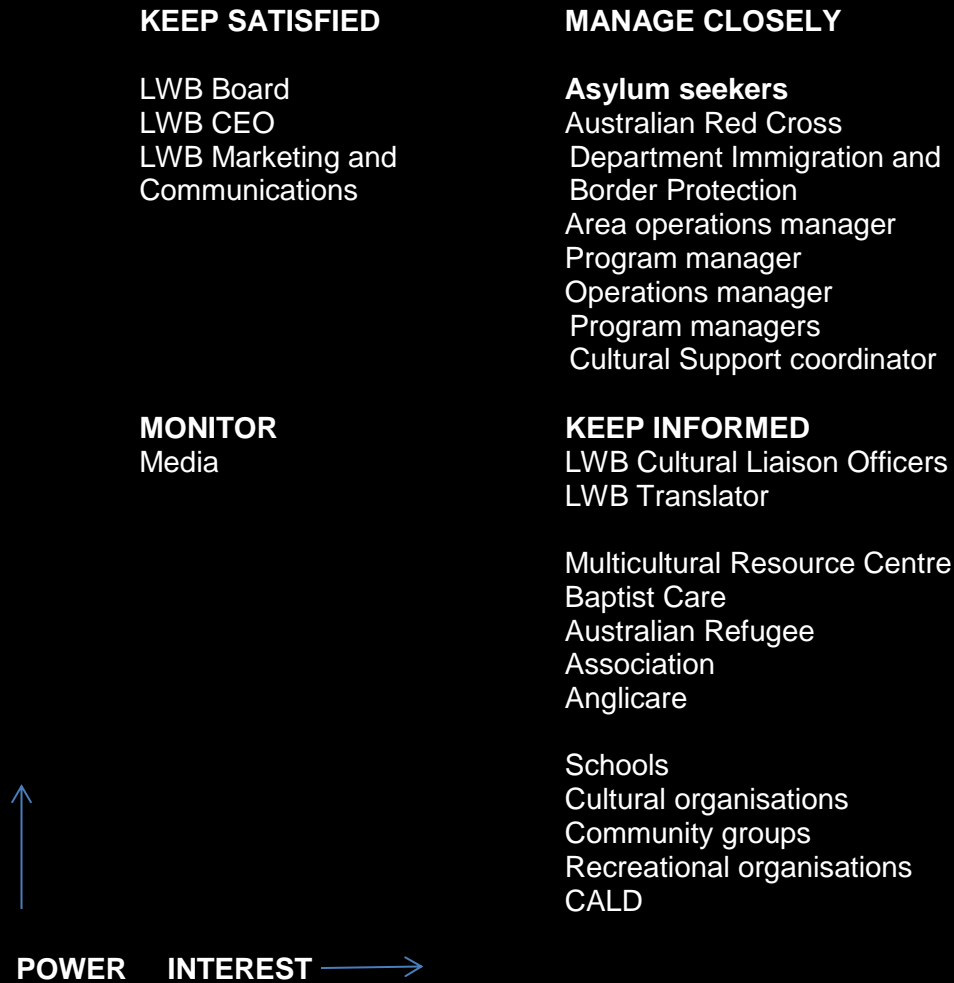 KEEP SATISFIED
LWB Board
LWB CEO
LWB Marketing and
Communications
MANAGE CLOSELY
Asylum seekers
Australian Red Cross
Department Immigration and
Border Protection
Area operations manager
Program manager
Operations manager
Program managers
Cultural Support coordinator
MONITOR
Media
KEEP INFORMED
LWB Cultural Liaison Officers
LWB Translator
Multicultural Resource Centre
Baptist Care
Australian Refugee
Association
Anglicare
Schools
Cultural organisations
Community groups
Recreational organisations
CALD
POWER INTEREST